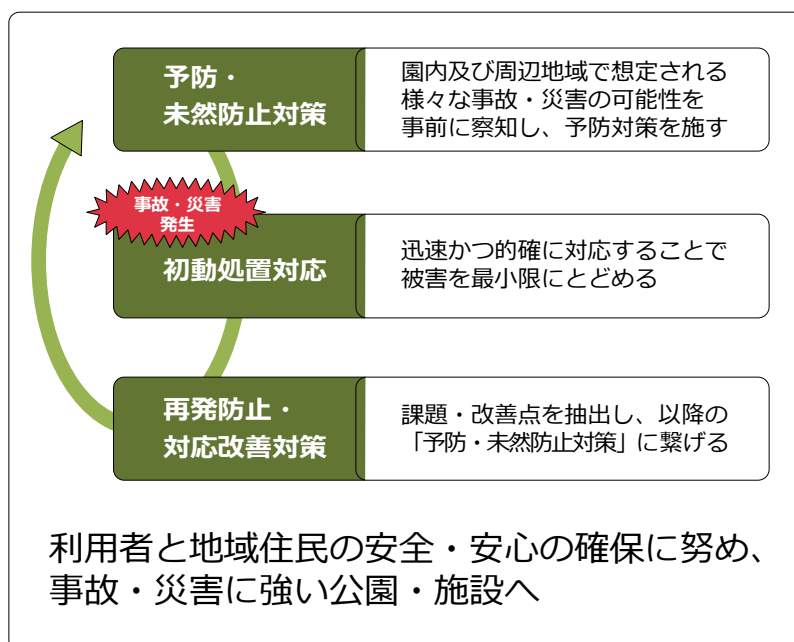 予防・
未然防止対策
園内及び周辺地域で想定される
様々な事故・災害の可能性を
事前に察知し、予防対策を施す
事故・災害
発生
初動処置対応
迅速かつ的確に対応することで
被害を最小限にとどめる
再発防止・
対応改善対策
課題・改善点を抽出し、以降の
「予防・未然防止対策」に繋げる
利用者と地域住民の安全・安心の確保に努め、
事故・災害に強い公園・施設へ